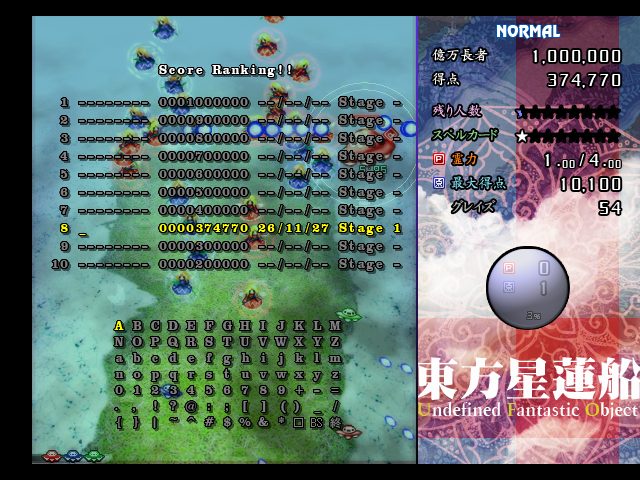 Score Ranking!!
1 -------- 0001000000 --/--/-- Stage -
2 -------- 0000900000 --/--/-- Stage -
3 -------- 0000800000 --/--/-- Stage -
4 -------- 0000700000 --/--/-- Stage -
5 -------- 0000600000 --/--/-- Stage -
6 -------- 0000500000 --/--/-- Stage -
7 -------- 0000400000 --/--/-- Stage -
8 _ 0000374770 26/11/27 Stage 1
9 -------- 0000300000 --/--/-- Stage -
10 -------- 0000200000 --/--/-- Stage -
A B C D E F G H I J K L M
N O P Q R S T U V W X Y Z
a b c d e f g h i j k l m
n o p q r s t u v w x y z
0 1 2 3 4 5 6 7 8 9 + - =
. , ! ? @ : ; [ ] ( ) _ /
{ } | ~ ^ # $ % & * □ BS 終
NORMAL
億万長者 1,000,000
得点 374,770
残り人数
スペルカード
P 霊力 1.00/4.00
点 最大得点 10,100
グレイズ 54
P 0
点 1
3%
東方星蓮船
Undefined Fantastic Object